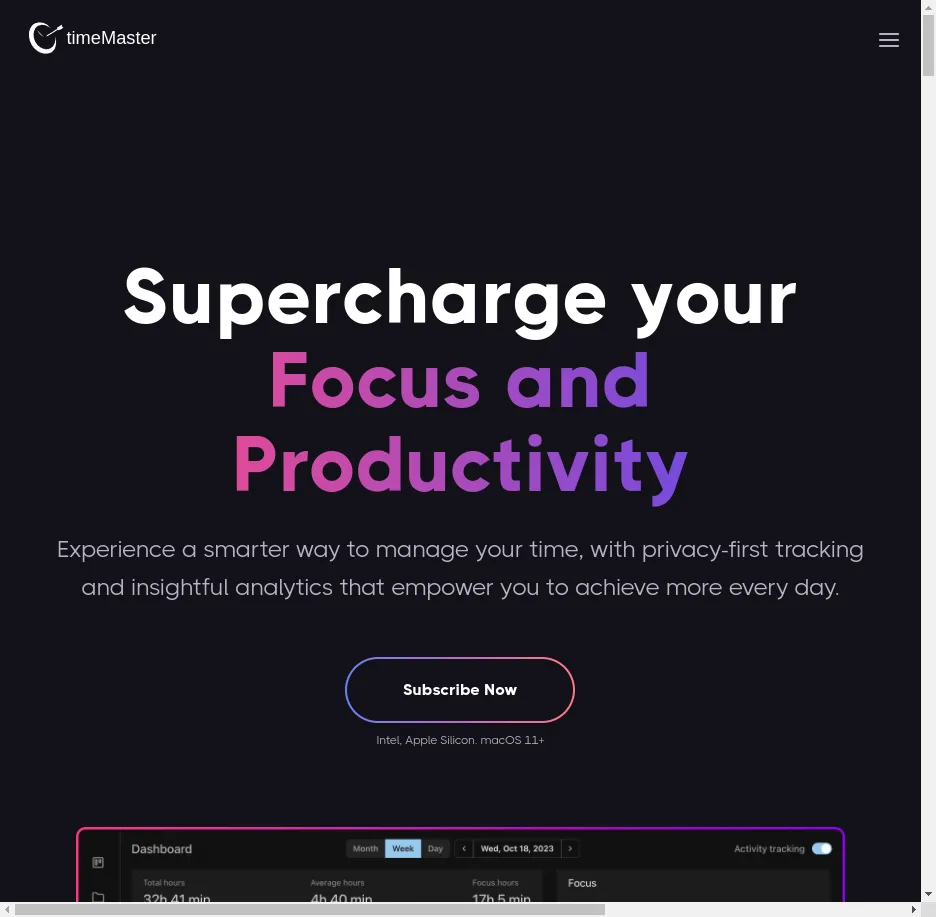 timeMaster
Supercharge your
Focus and
Productivity
Experience a smarter way to manage your time, with privacy-first tracking
and insightful analytics that empower you to achieve more every day.
Subscribe Now
Intel, Apple Silicon. macOS 11+
Dashboard
Month Week Day
Wed, Oct 18, 2023
Activity tracking
Total hours
Average hours
Focus hours
Focus
32h 41 min
4h 40 min
17h 5 min